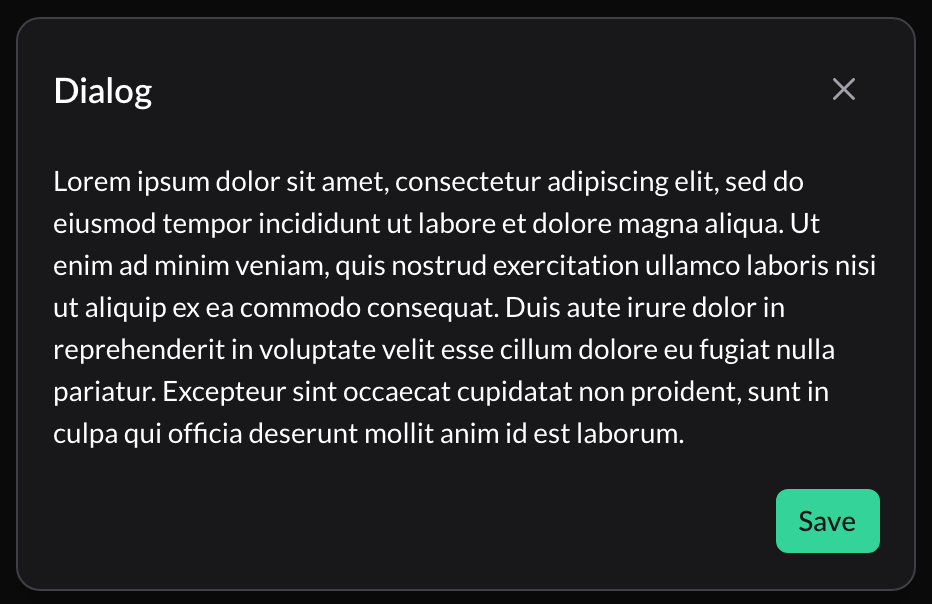 Dialog
Lorem ipsum dolor sit amet, consectetur adipiscing elit, sed do
eiusmod tempor incididunt ut labore et dolore magna aliqua. Ut
enim ad minim veniam, quis nostrud exercitation ullamco laboris nisi
ut aliquip ex ea commodo consequat. Duis aute irure dolor in
reprehenderit in voluptate velit esse cillum dolore eu fugiat nulla
pariatur. Excepteur sint occaecat cupidatat non proident, sunt in
culpa qui officia deserunt mollit anim id est laborum.
Save